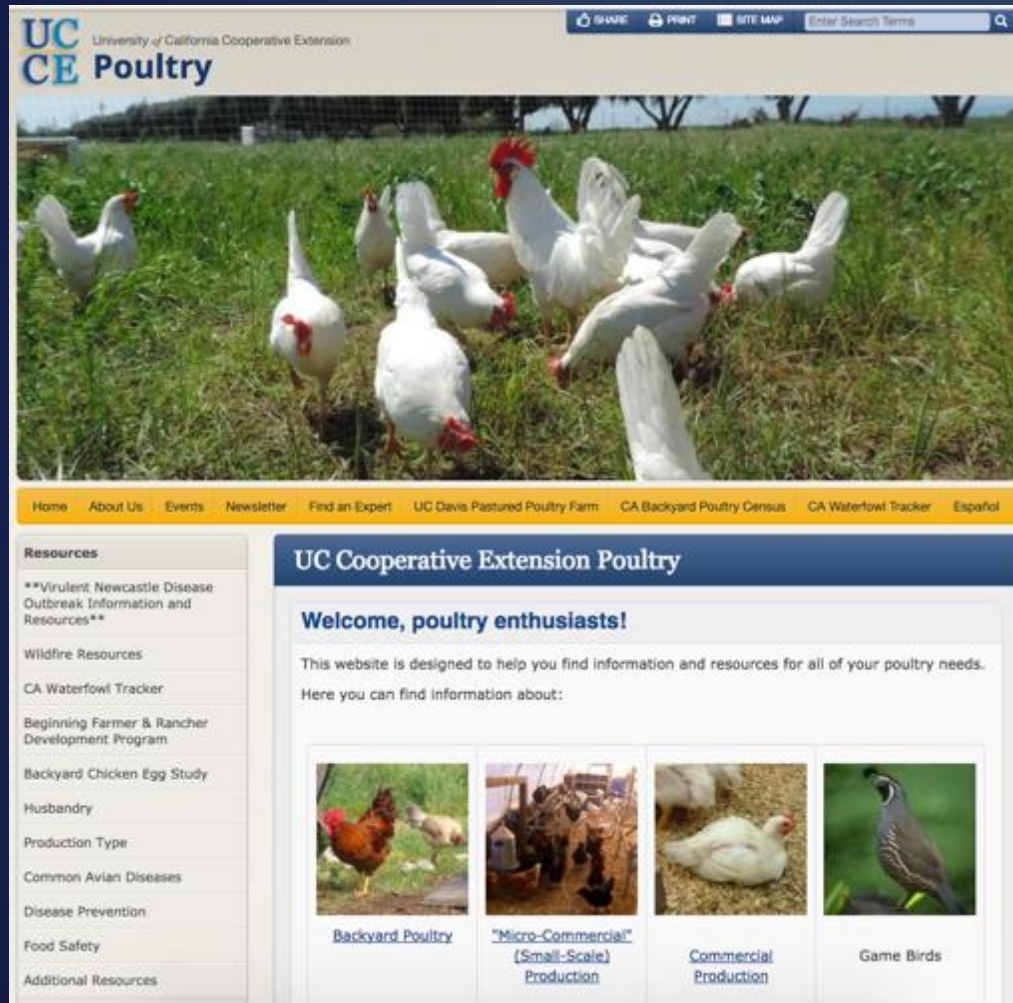 SHARE PRINT SITE MAP Enter Search Terms
UC
CE
University of California Cooperative Extension
Poultry
Home About Us Events Newsletter Find an Expert UC Davis Pastured Poultry Farm CA Backyard Poultry Census CA Waterfowl Tracker Español
Resources
**Virulent Newcastle Disease
Outbreak Information and
Resources**
Wildfire Resources
CA Waterfowl Tracker
Beginning Farmer & Rancher
Development Program
Backyard Chicken Egg Study
Husbandry
Production Type
Common Avian Diseases
Disease Prevention
Food Safety
Additional Resources
UC Cooperative Extension Poultry
Welcome, poultry enthusiasts!
This website is designed to help you find information and resources for all of your poultry needs.
Here you can find information about:
Backyard Poultry
"Micro-Commercial"
(Small-Scale)
Production
Commercial
Production
Game Birds